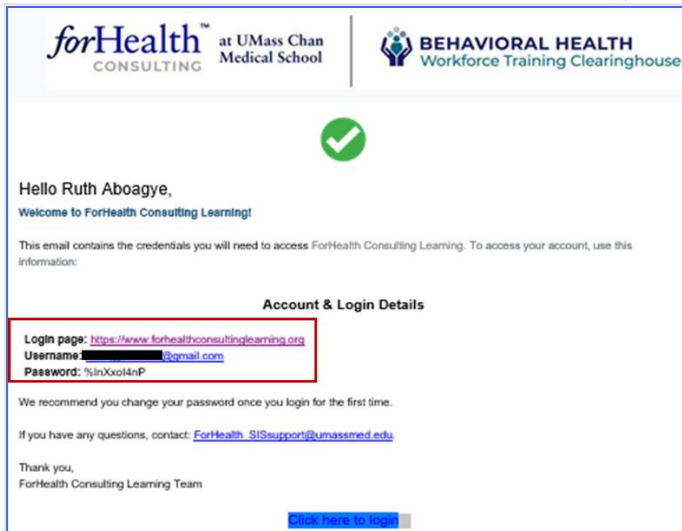 forHealth™ at UMass Chan
CONSULTING Medical School
BEHAVIORAL HEALTH
Workforce Training Clearinghouse
Hello Ruth Aboagye,
Welcome to ForHealth Consulting Learning!
This email contains the credentials you will need to access ForHealth Consulting Learning. To access your account, use this
information:
Account & Login Details
Login page: https://www.forhealthconsultinglearning.org
Username: @gmail.com
Password: %InXxoI4nP
We recommend you change your password once you login for the first time.
If you have any questions, contact: ForHealth_SISsupport@umassmed.edu.
Thank you,
ForHealth Consulting Learning Team
Click here to login